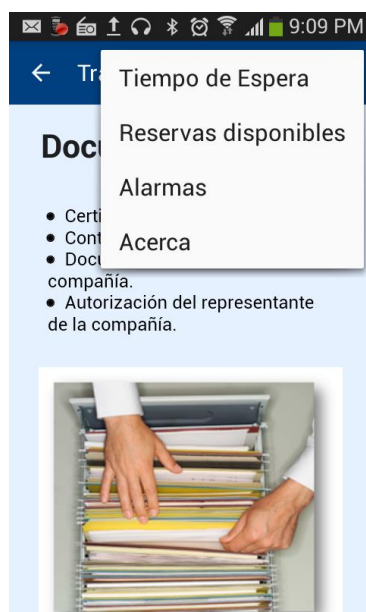 9:09 PM
Tra
Tiempo de Espera
Reservas disponibles
Alarmas
Acerca
Docu
• Certi
• Cont
• Docu
compañía.
• Autorización del representante
de la compañía.